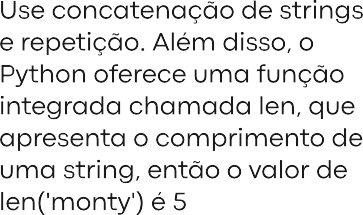 Use concatenação de strings
e repetição. Além disso, o
Python oferece uma função
integrada chamada len, que
apresenta o comprimento de
uma string, então o valor de
len('monty') é 5